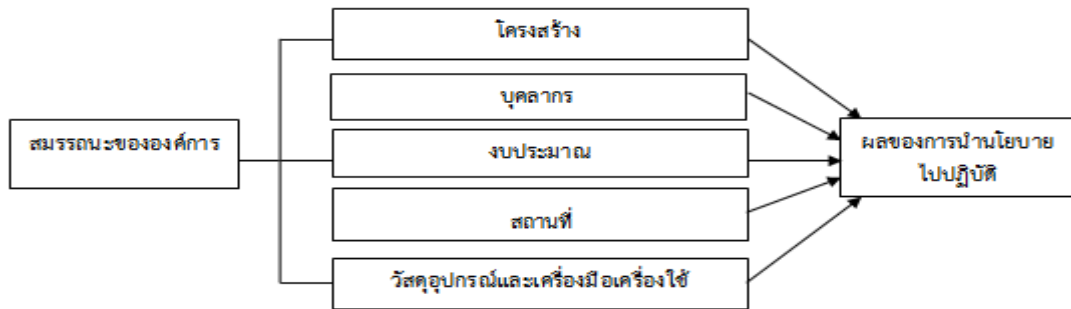 โครงสร้าง
บุคลากร
สมรรถนะขององค์การ
งบประมาณ
ผลของการนำนโยบาย
ไปปฏิบัติ
สถานที่
วัสดุอุปกรณ์และเครื่องมือเครื่องใช้